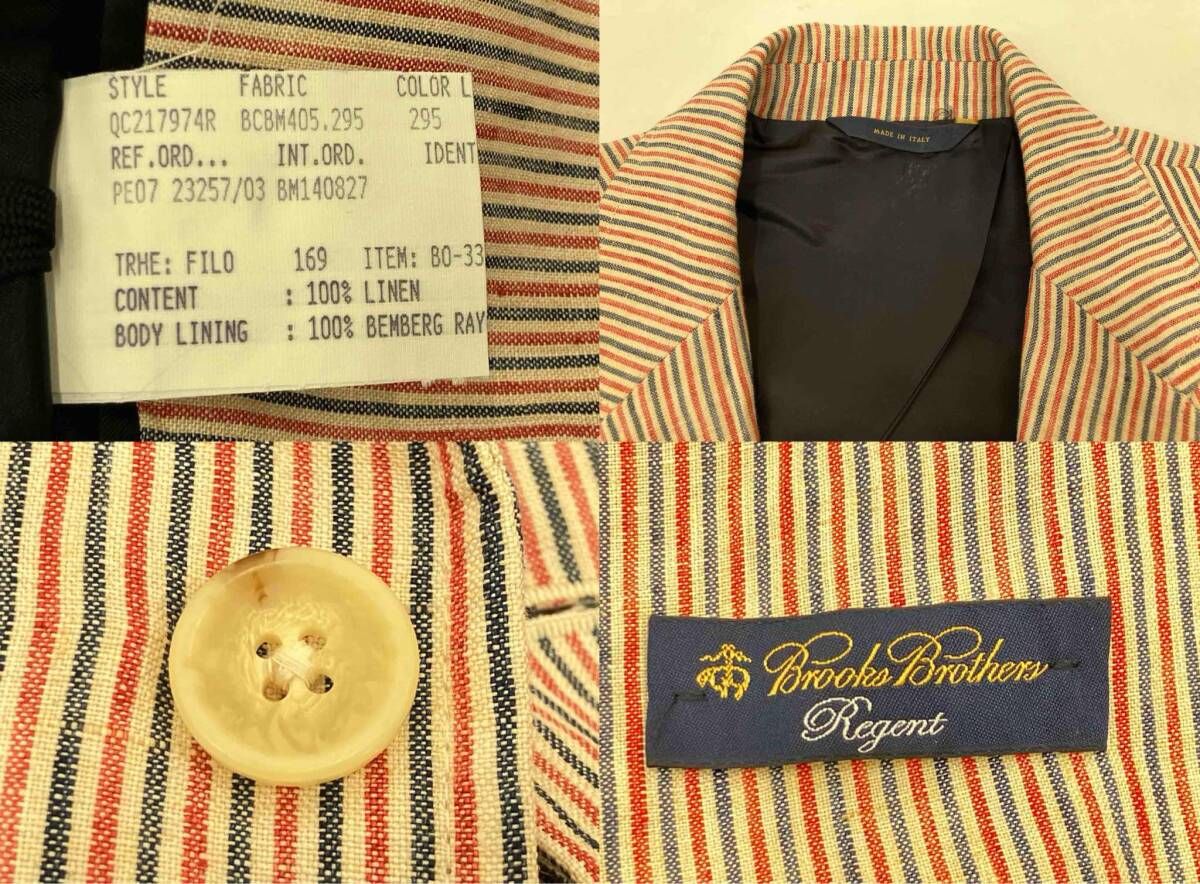 STYLE FABRIC COLOR L
QC217974R BCBM405.295 295
REF.ORD... INT.ORD. IDENT
PE07 23257/03 BM140827
TRHE: FILO 169 ITEM: BO-33
CONTENT : 100% LINEN
BODY LINING : 100% BEMBERG RAY
MADE IN ITALY
Brooks Brothers
Regent